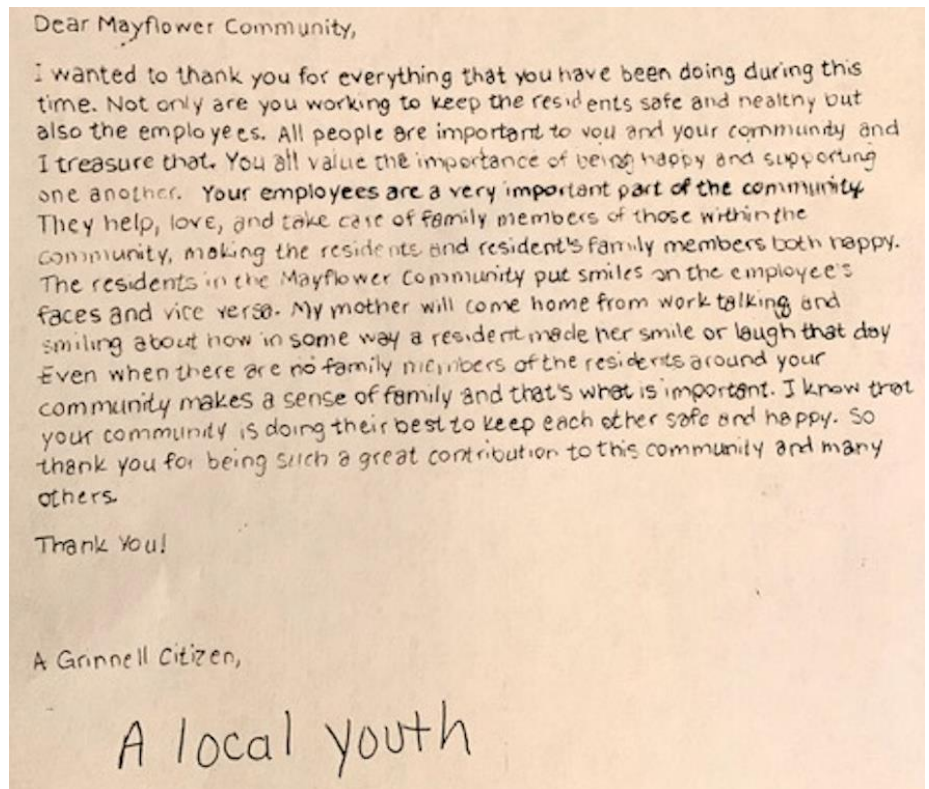 Dear Mayflower Community,
I wanted to thank you for everything that you have been doing during this
time. Not only are you working to keep the residents safe and healthy but
also the employees. All people are important to you and your community and
I treasure that. You all value the importance of being happy and supporting
one another. Your employees are a very important part of the community
They help, love, and take care of family members of those within the
community, making the residents and resident's family members both happy.
The residents in the Mayflower Community put smiles on the employee's
faces and vice versa. My mother will come home from work talking and
smiling about how in some way a resident made her smile or laugh that day
Even when there are no family members of the residents around your
community makes a sense of family and that's what is important. I know that
your community is doing their best to keep each other safe and happy. So
thank you for being such a great contribution to this community and many
others.
Thank You!
A Grinnell Citizen,
A local youth